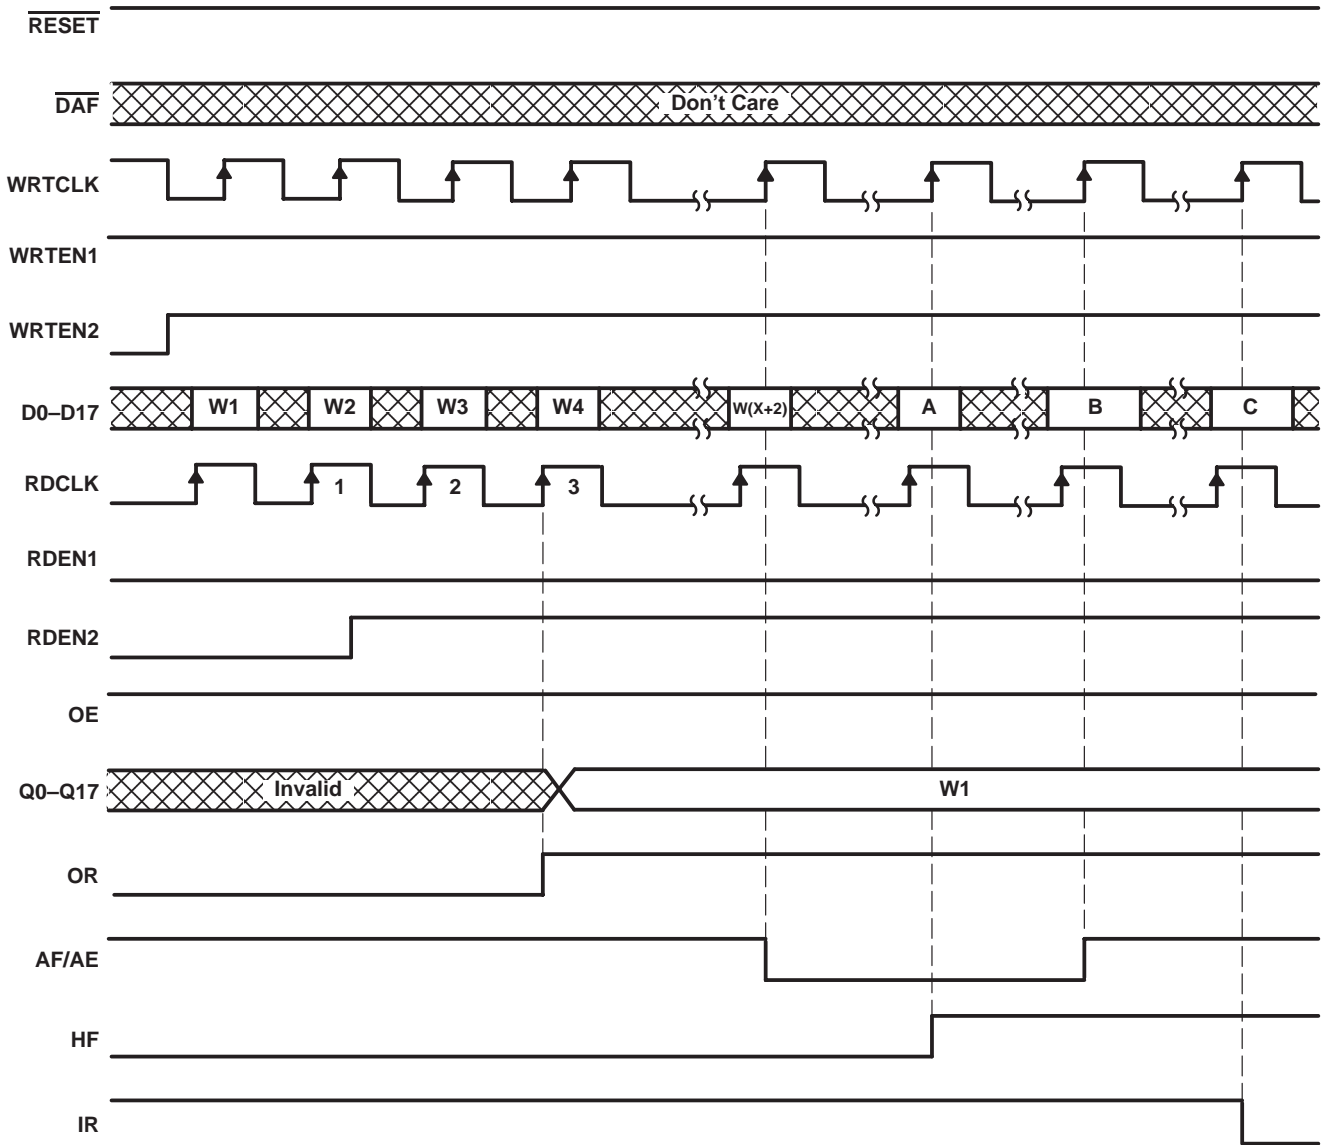 RESET
DAF
Don't Care
WRTCLK
WRTEN1
WRTEN2
D0–D17 W1 W2 W3 W4 W(X+2) A B C
RDCLK 1 2 3
RDEN1
RDEN2
OE
Q0–Q17 Invalid W1
OR
AF/AE
HF
IR